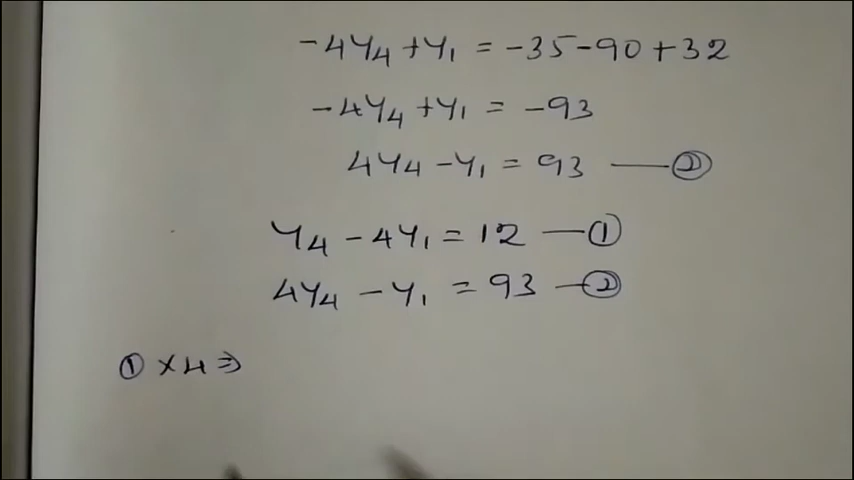 -4Y₄ + Y₁ = -35 - 90 + 32
-4Y₄ + Y₁ = -93
4Y₄ - Y₁ = 93 —— ②
Y₄ - 4Y₁ = 12 — ①
4Y₄ - Y₁ = 93 — ②
① × 4 ⇒